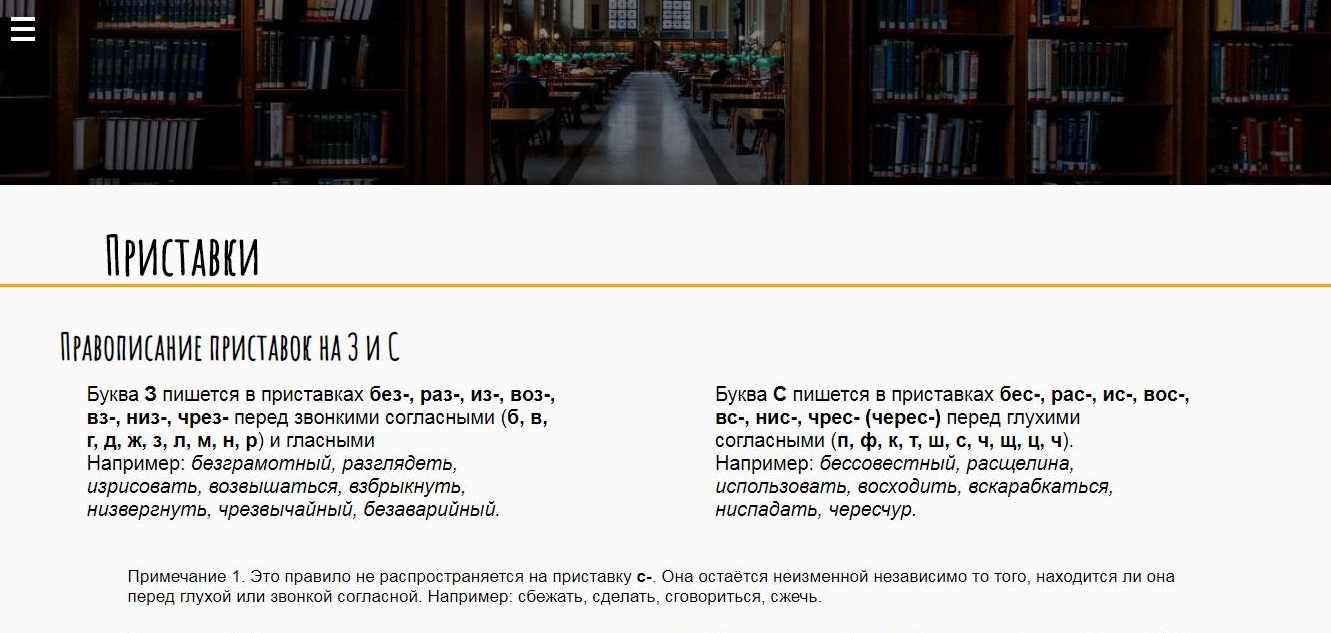 Приставки
Правописание приставок на З и С
Буква З пишется в приставках без-, раз-, из-, воз-,
вз-, низ-, чрез- перед звонкими согласными (б, в,
г, д, ж, з, л, м, н, р) и гласными
Например: безграмотный, разглядеть,
изрисовать, возвышаться, взбрыкнуть,
низвергнуть, чрезвычайный, безаварийный.
Буква С пишется в приставках бес-, рас-, ис-, вос-,
вс-, нис-, чрес- (черес-) перед глухими
согласными (п, ф, к, т, ш, с, ч, щ, ц, ч).
Например: бессовестный, расщелина,
использовать, восходить, вскарабкаться,
ниспадать, чересчур.
Примечание 1. Это правило не распространяется на приставку с-. Она остаётся неизменной независимо то того, находится ли она
перед глухой или звонкой согласной. Например: сбежать, сделать, сговориться, сжечь.